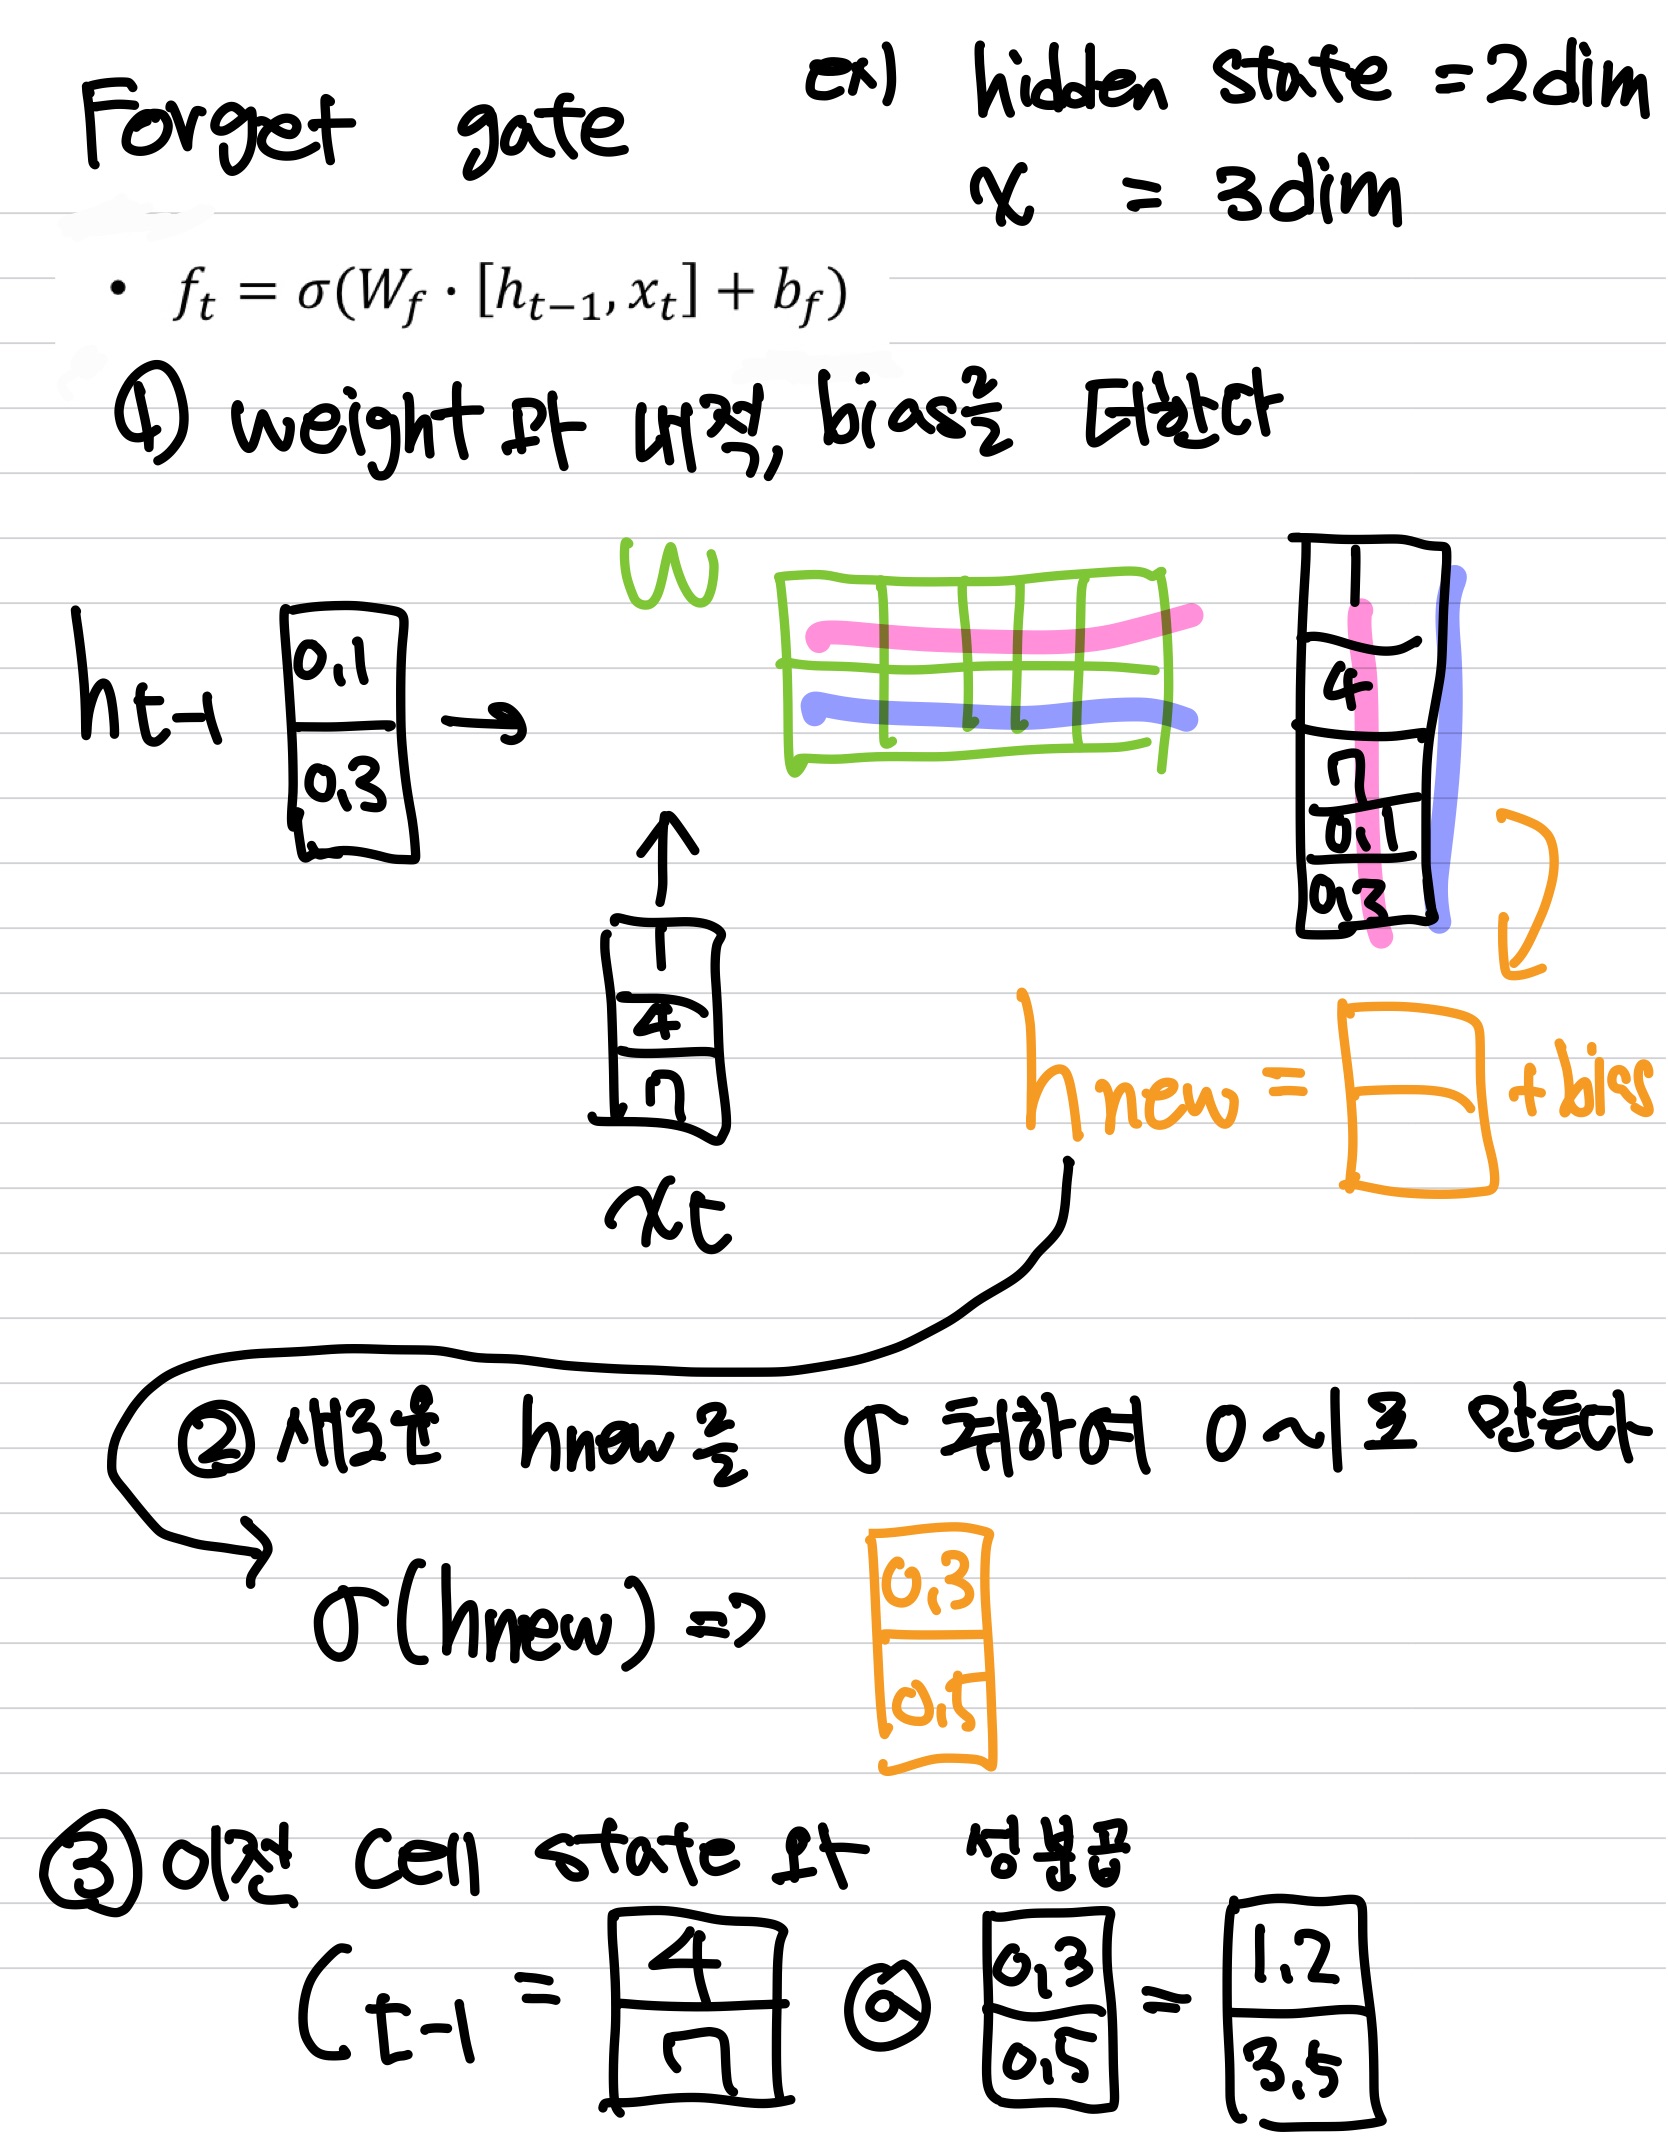 Forget gate
ex) hidden state = 2dim
x = 3dim
• f_t = σ(W_f · [h_{t-1}, x_t] + b_f)
① weight 와 내적, bias를 더한다
W
h_{t-1}
0.1
0.3
→
1
4
7
0.1
0.3
↑
1
4
7
x_t
h new = + biss
② 새로운 hnew를 σ 취하여 0~1로 만든다
σ(hnew) =>
0.3
0.5
③ 이전 Cell state 와 성분곱
C_{t-1} =
4
7
⊙
0.3
0.5
=
1.2
3.5